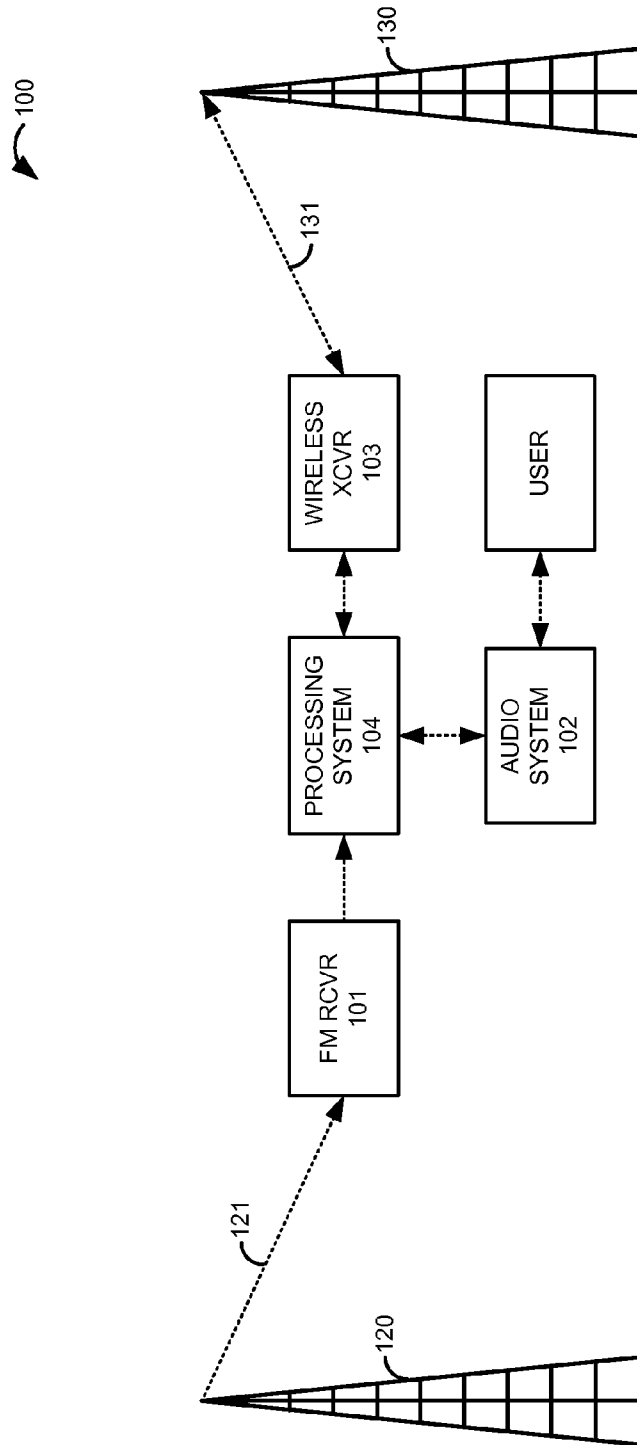 100
120
121
FM RCVR
101
PROCESSING
SYSTEM
104
WIRELESS
XCVR
103
131
130
AUDIO
SYSTEM
102
USER